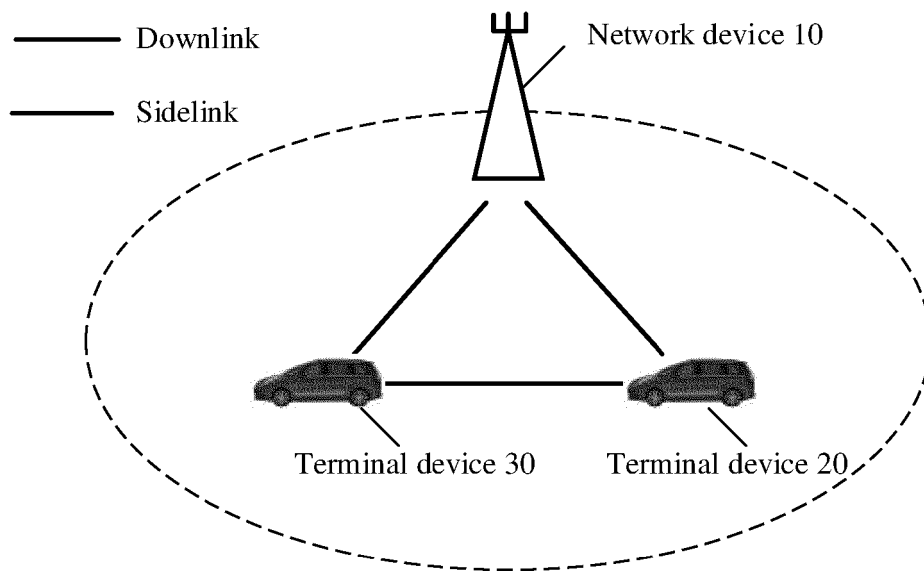 Downlink
Network device 10
Sidelink
Terminal device 30
Terminal device 20